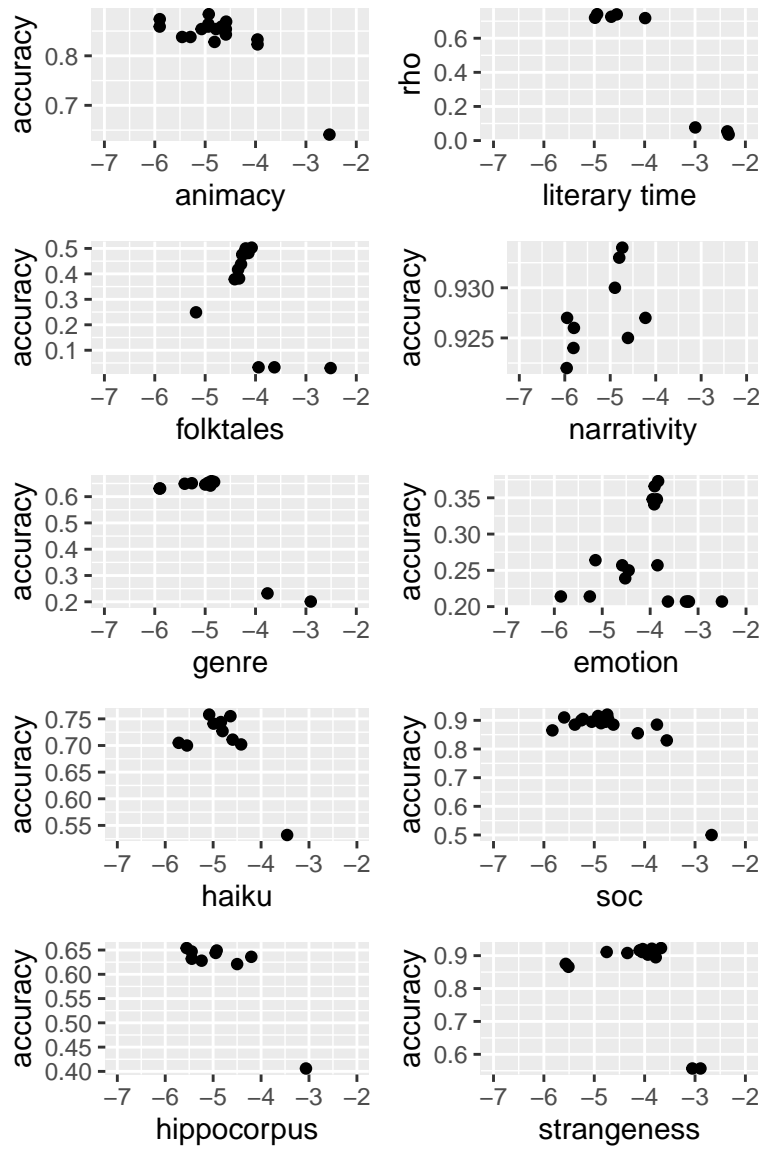 accuracy
0.8
0.7
−7 −6 −5 −4 −3 −2
animacy
rho
0.6
0.4
0.2
0.0
−7 −6 −5 −4 −3 −2
literary time
accuracy
0.5
0.4
0.3
0.2
0.1
−7 −6 −5 −4 −3 −2
folktales
accuracy
0.930
0.925
−7 −6 −5 −4 −3 −2
narrativity
accuracy
0.6
0.5
0.4
0.3
0.2
−7 −6 −5 −4 −3 −2
genre
accuracy
0.35
0.30
0.25
0.20
−7 −6 −5 −4 −3 −2
emotion
accuracy
0.75
0.70
0.65
0.60
0.55
−7 −6 −5 −4 −3 −2
haiku
accuracy
0.9
0.8
0.7
0.6
0.5
−7 −6 −5 −4 −3 −2
soc
accuracy
0.65
0.60
0.55
0.50
0.45
0.40
−7 −6 −5 −4 −3 −2
hippocorpus
accuracy
0.9
0.8
0.7
0.6
−7 −6 −5 −4 −3 −2
strangeness